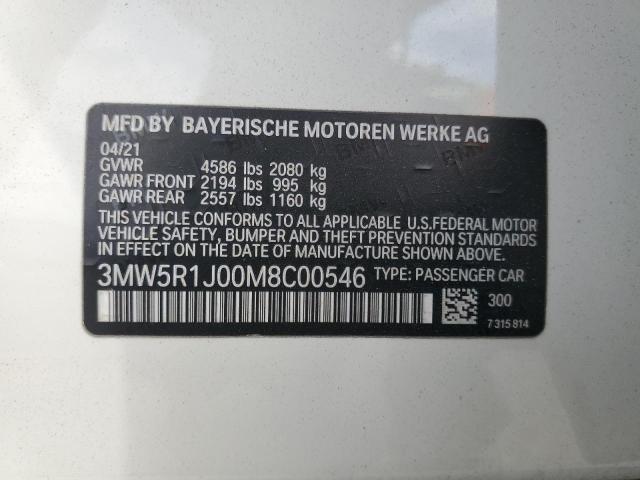 MFD BY BAYERISCHE MOTOREN WERKE AG
04/21
GVWR 4586 lbs 2080 kg
GAWR FRONT 2194 lbs 995 kg
GAWR REAR 2557 lbs 1160 kg
THIS VEHICLE CONFORMS TO ALL APPLICABLE U.S.FEDERAL MOTOR
VEHICLE SAFETY, BUMPER AND THEFT PREVENTION STANDARDS
IN EFFECT ON THE DATE OF MANUFACTURE SHOWN ABOVE.
3MW5R1J00M8C00546 TYPE: PASSENGER CAR
300
7 315 814